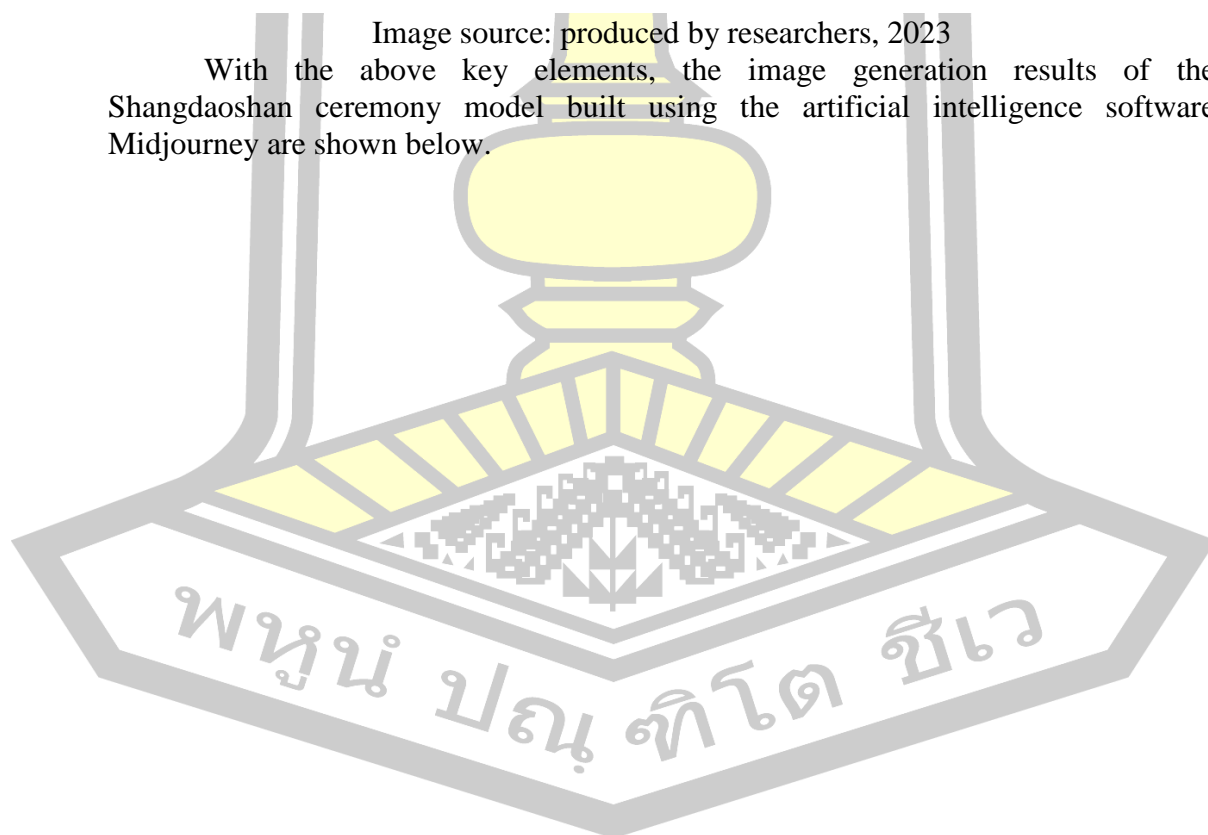 Image source: produced by researchers, 2023
With the above key elements, the image generation results of the
Shangdaoshan ceremony model built using the artificial intelligence software
Midjourney are shown below.
พหูนํ ปณฺฑิโต ชีเว